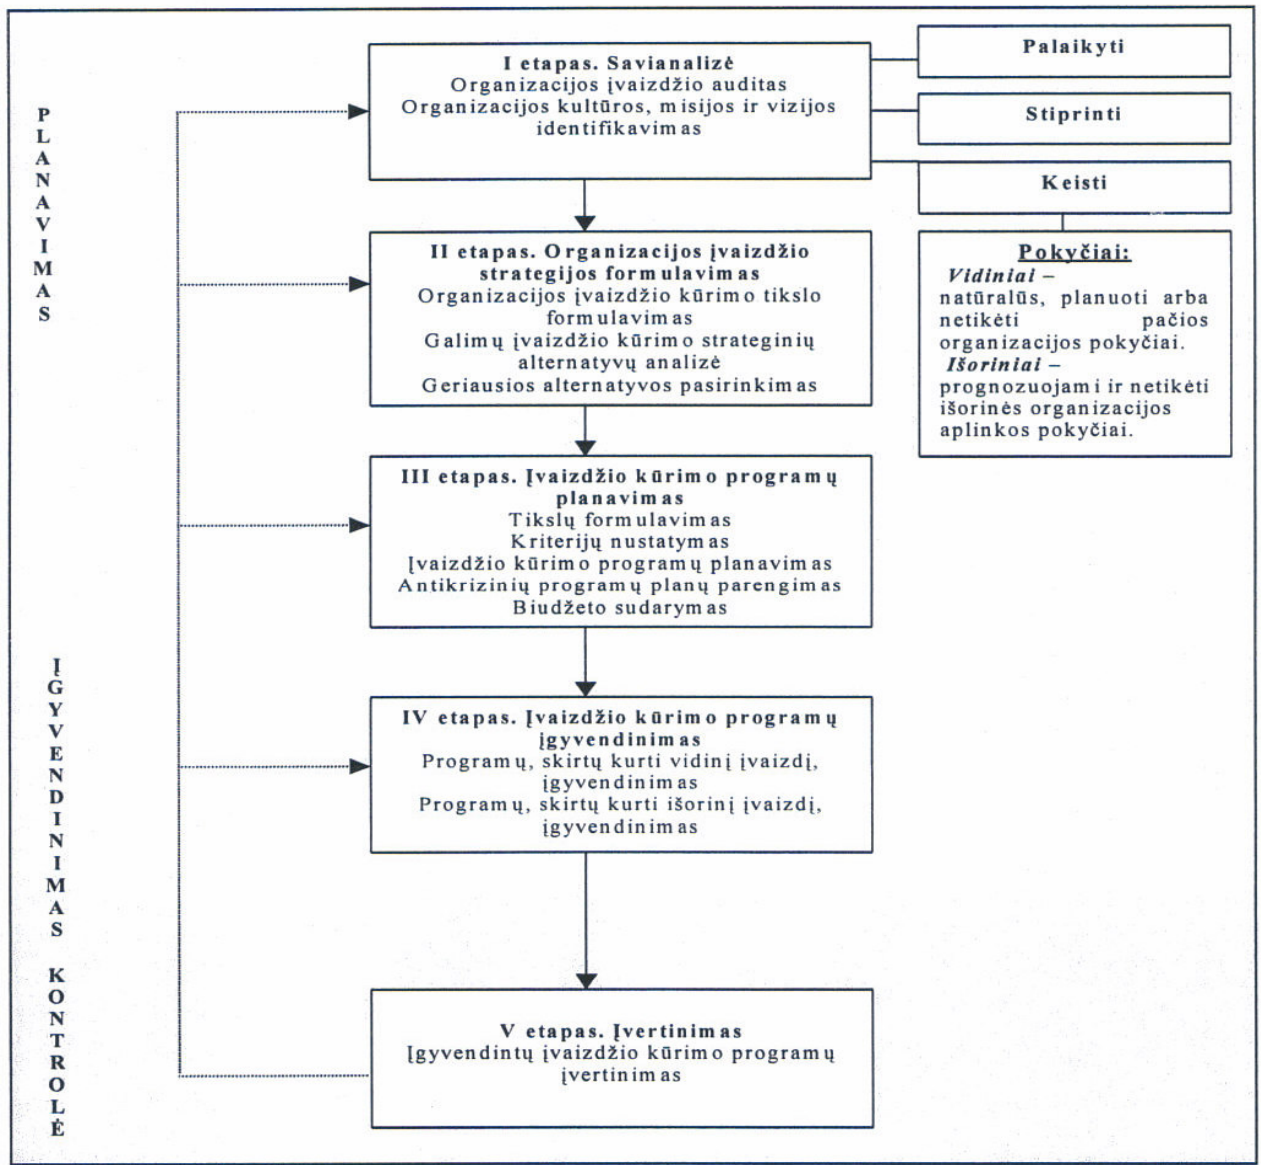 PLANAVIMAS
ĮGYVENDINIMAS
KONTROLĖ
I etapas. Savianalizė
Organizacijos įvaizdžio auditas
Organizacijos kultūros, misijos ir vizijos
identifikavimas
Palaikyti
Stiprinti
Keisti
Pokyčiai:
Vidiniai –
natūralūs, planuoti arba
netikėti pačios
organizacijos pokyčiai.
Išoriniai –
prognozuojami ir netikėti
išorinės organizacijos
aplinkos pokyčiai.
II etapas. Organizacijos įvaizdžio
strategijos formulavimas
Organizacijos įvaizdžio kūrimo tikslo
formulavimas
Galimų įvaizdžio kūrimo strateginių
alternatyvų analizė
Geriausios alternatyvos pasirinkimas
III etapas. Įvaizdžio kūrimo programų
planavimas
Tikslų formulavimas
Kriterijų nustatymas
Įvaizdžio kūrimo programų planavimas
Antikrizinių programų planų parengimas
Biudžeto sudarymas
IV etapas. Įvaizdžio kūrimo programų
įgyvendinimas
Programų, skirtų kurti vidinį įvaizdį,
įgyvendinimas
Programų, skirtų kurti išorinį įvaizdį,
įgyvendinimas
V etapas. Įvertinimas
Įgyvendintų įvaizdžio kūrimo programų
įvertinimas